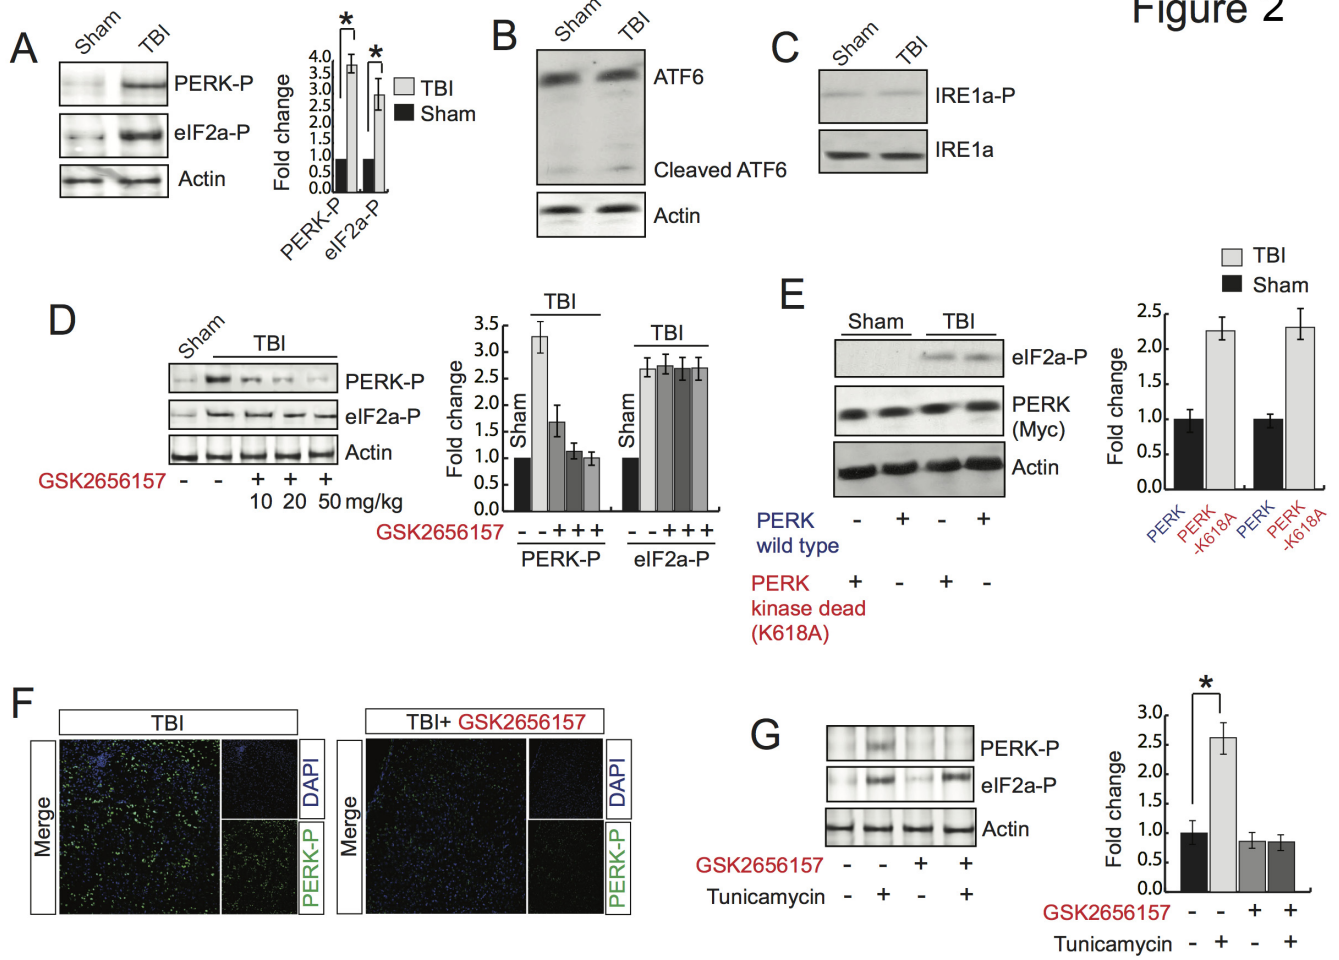 Figure 2
A
Sham
TBI
PERK-P
eIF2a-P
Actin
*
*
4.0
3.5
3.0
2.5
2.0
1.5
1.0
0.5
0.0
Fold change
TBI
Sham
PERK-P
eIF2a-P
B
Sham
TBI
ATF6
Cleaved ATF6
Actin
C
Sham
TBI
IRE1a-P
IRE1a
D
Sham
TBI
PERK-P
eIF2a-P
Actin
GSK2656157 - - + + +
10 20 50 mg/kg
TBI
TBI
3.5
3.0
2.5
2.0
1.5
1.0
0.5
0.0
Fold change
Sham
Sham
GSK2656157 - - + + + - - + + +
PERK-P eIF2a-P
E
Sham TBI
eIF2a-P
PERK
(Myc)
Actin
PERK - + - +
wild type
PERK + - + -
kinase dead
(K618A)
TBI
Sham
2.5
2.0
1.5
1.0
0.5
0.0
Fold change
PERK
PERK
-K618A
PERK
PERK
-K618A
F
TBI
Merge
DAPI
PERK-P
TBI+ GSK2656157
Merge
DAPI
PERK-P
G
PERK-P
eIF2a-P
Actin
GSK2656157 - - + +
Tunicamycin - + - +
*
3.0
2.5
2.0
1.5
1.0
0.5
0.0
Fold change
GSK2656157 - - + +
Tunicamycin - + - +